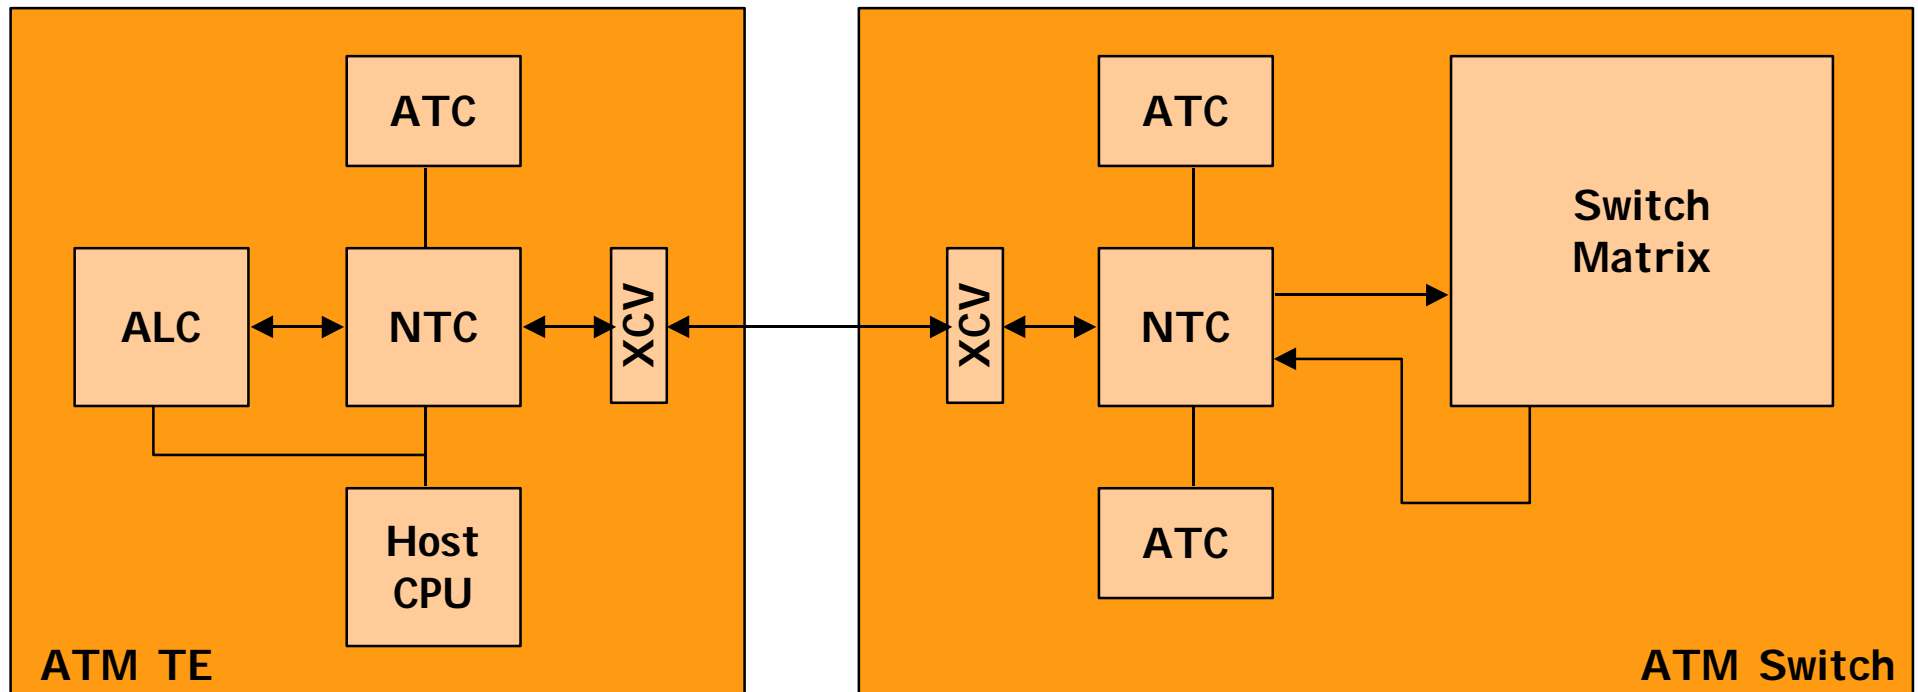 ATC
ALC
NTC
XCV
Host
CPU
ATM TE
ATC
XCV
NTC
Switch
Matrix
ATC
ATM Switch